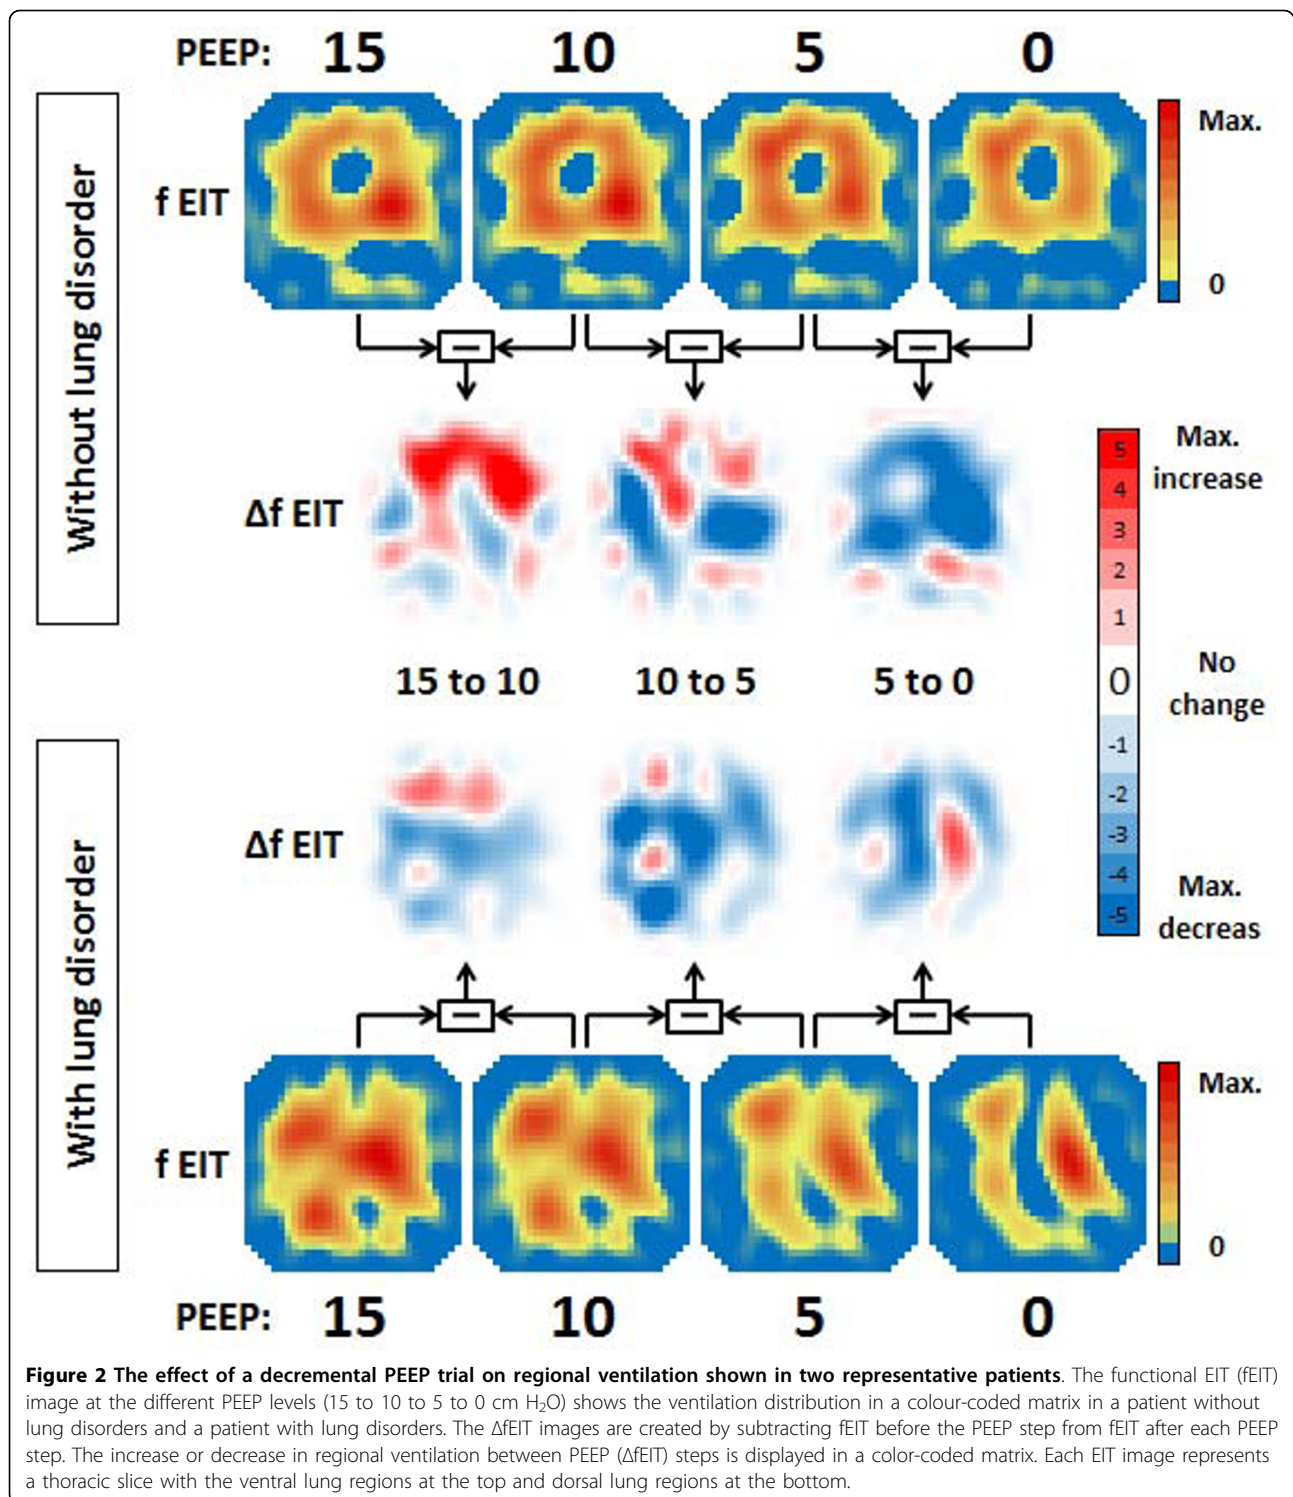 PEEP: 15 10 5 0
Without lung disorder
f EIT
Max.
0
Δf EIT
Max.
increase
5
4
3
2
1
0
-1
-2
-3
-4
-5
No
change
Max.
decreas
15 to 10 10 to 5 5 to 0
With lung disorder
Δf EIT
f EIT
Max.
0
PEEP: 15 10 5 0
Figure 2 The effect of a decremental PEEP trial on regional ventilation shown in two representative patients. The functional EIT (fEIT)
image at the different PEEP levels (15 to 10 to 5 to 0 cm H₂O) shows the ventilation distribution in a colour-coded matrix in a patient without
lung disorders and a patient with lung disorders. The ΔfEIT images are created by subtracting fEIT before the PEEP step from fEIT after each PEEP
step. The increase or decrease in regional ventilation between PEEP (ΔfEIT) steps is displayed in a color-coded matrix. Each EIT image represents
a thoracic slice with the ventral lung regions at the top and dorsal lung regions at the bottom.